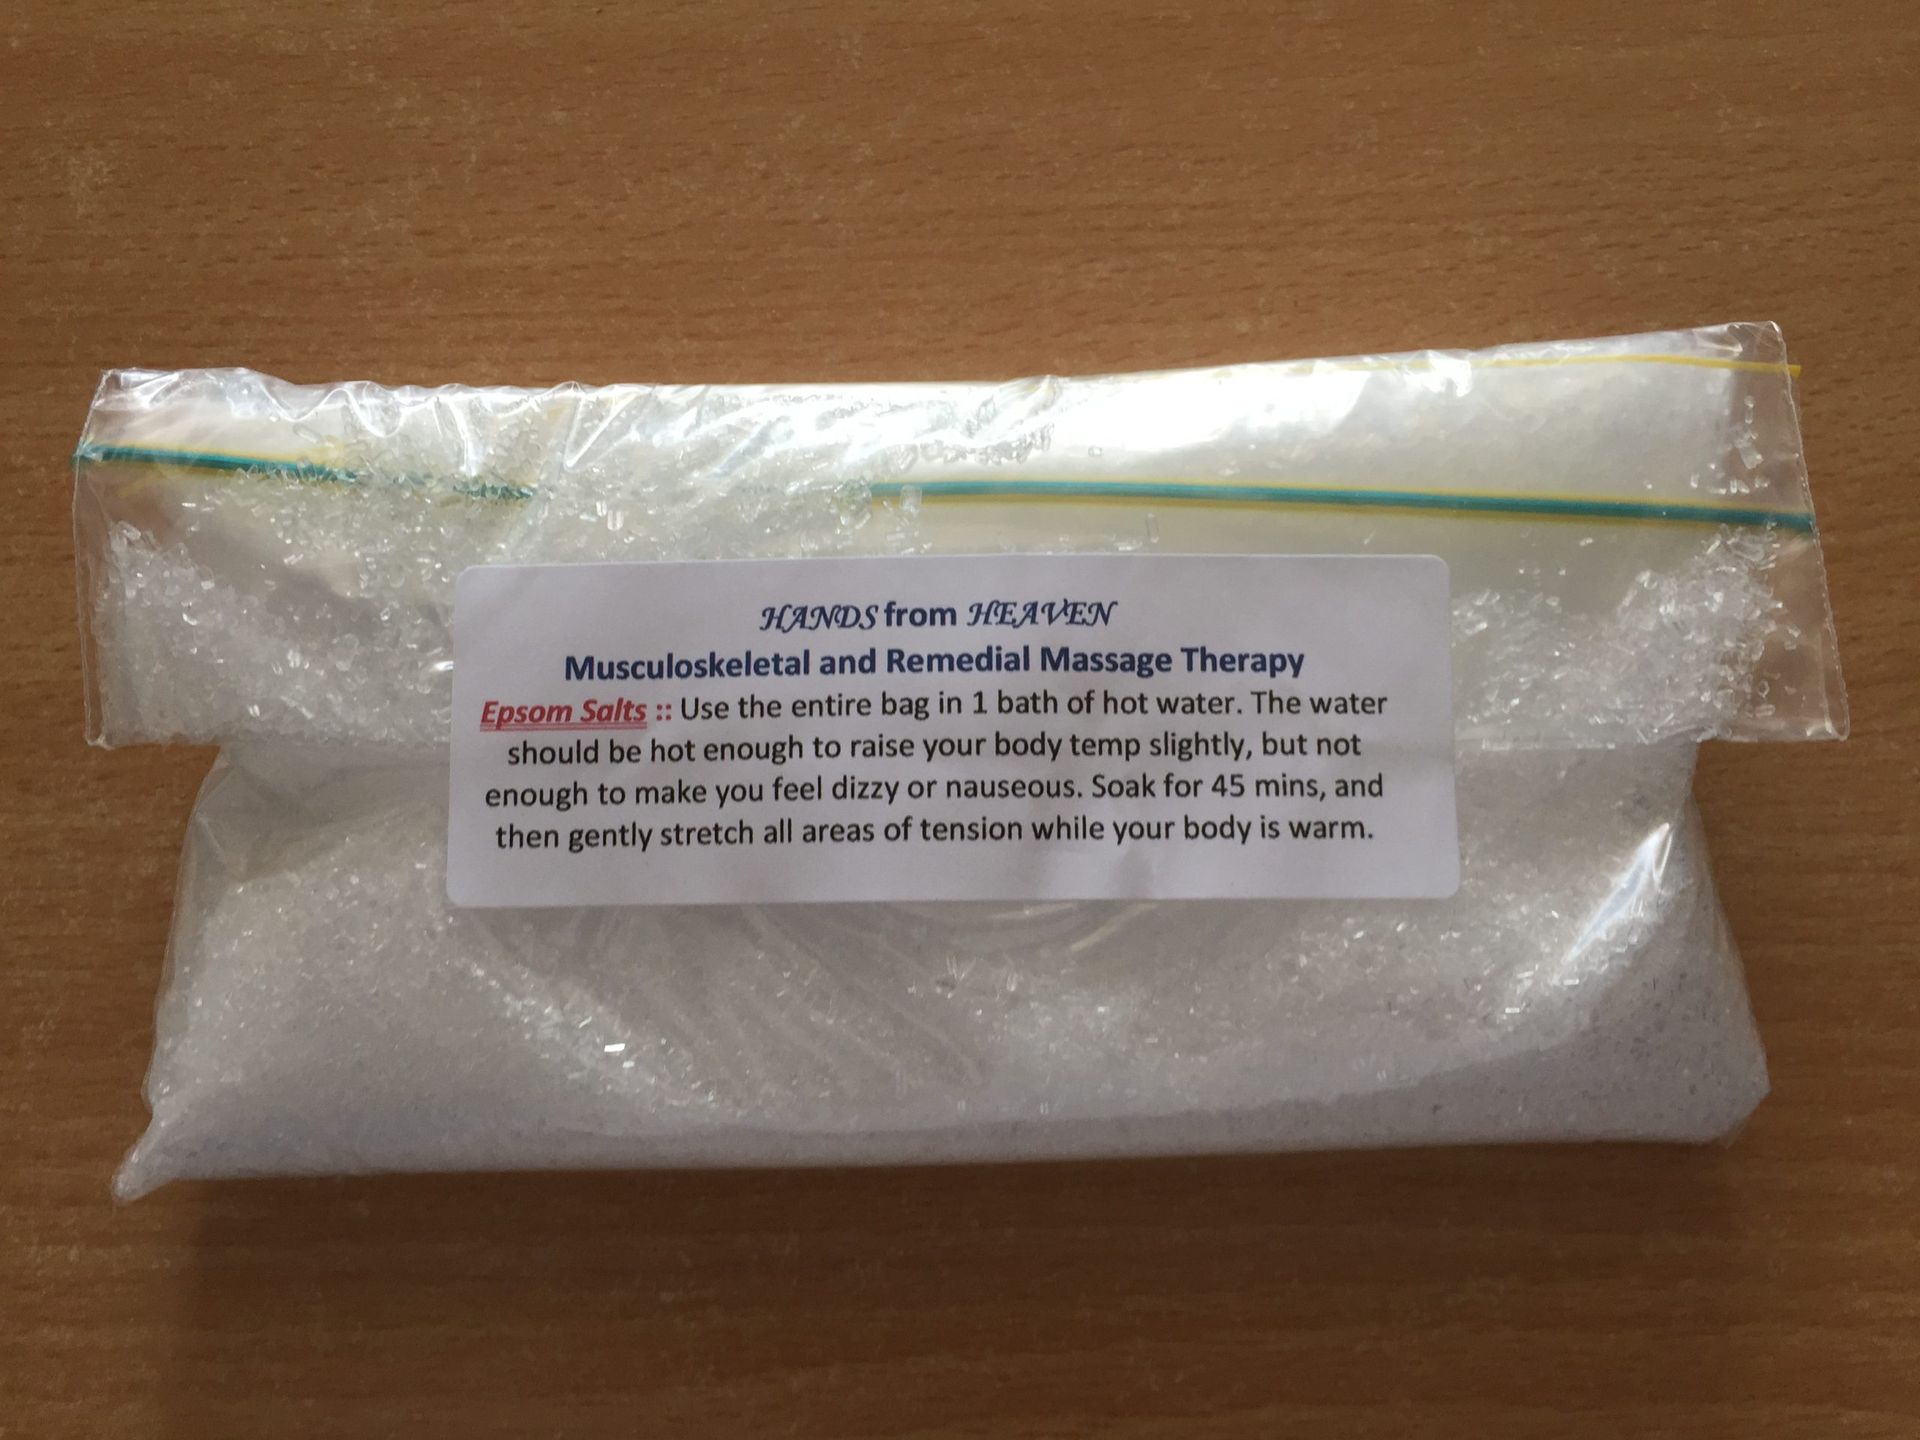 HANDS from HEAVEN
Musculoskeletal and Remedial Massage Therapy
Epsom Salts :: Use the entire bag in 1 bath of hot water. The water
should be hot enough to raise your body temp slightly, but not
enough to make you feel dizzy or nauseous. Soak for 45 mins, and
then gently stretch all areas of tension while your body is warm.